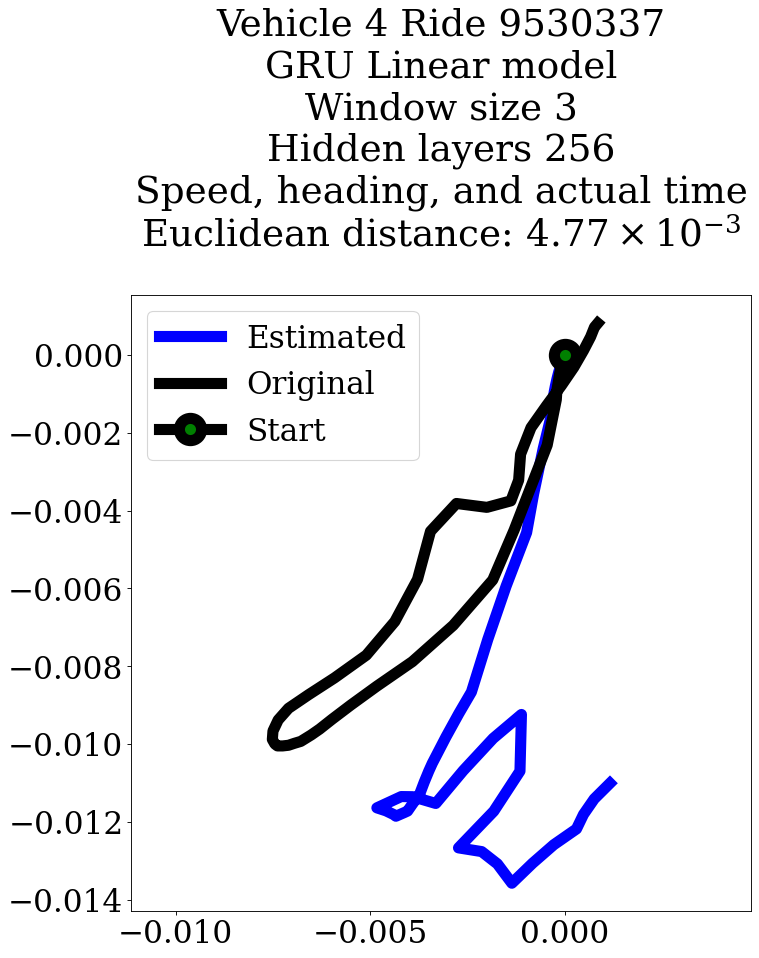 Vehicle 4 Ride 9530337
GRU Linear model
Window size 3
Hidden layers 256
Speed, heading, and actual time
Euclidean distance: 4.77 × 10⁻³
Estimated
Original
Start
0.000
−0.002
−0.004
−0.006
−0.008
−0.010
−0.012
−0.014
−0.010
−0.005
0.000